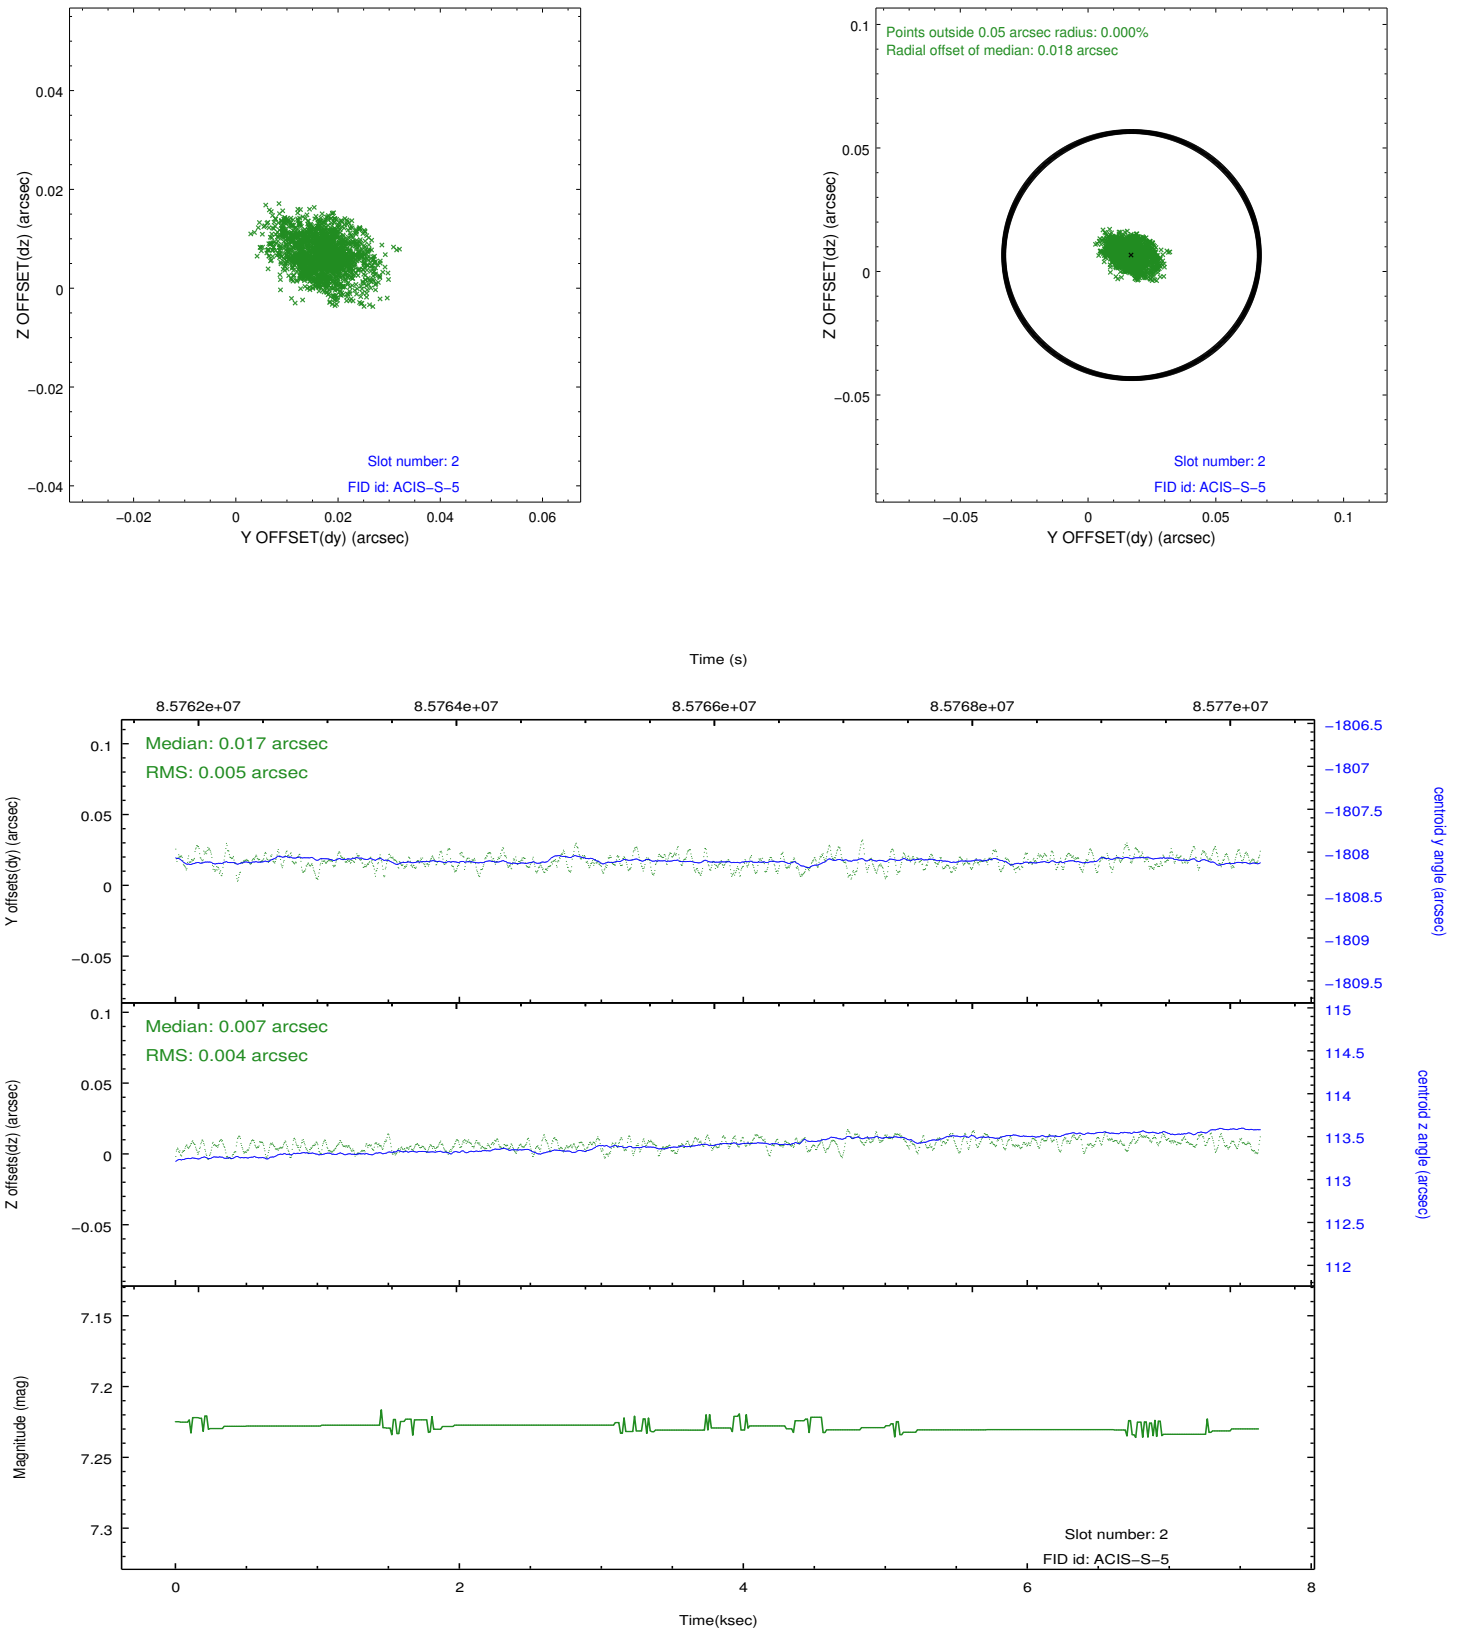 0.04
0.02
0
−0.02
−0.04
Z OFFSET(dz) (arcsec)
Slot number: 2
FID id: ACIS−S−5
−0.02 0 0.02 0.04 0.06
Y OFFSET(dy) (arcsec)
Points outside 0.05 arcsec radius: 0.000%
Radial offset of median: 0.018 arcsec
0.1
0.05
0
−0.05
Z OFFSET(dz) (arcsec)
Slot number: 2
FID id: ACIS−S−5
−0.05 0 0.05 0.1
Y OFFSET(dy) (arcsec)
Time (s)
8.5762e+07 8.5764e+07 8.5766e+07 8.5768e+07 8.577e+07
Median: 0.017 arcsec
RMS: 0.005 arcsec
0.1
0.05
0
−0.05
Y offsets(dy) (arcsec)
−1806.5
−1807
−1807.5
−1808
−1808.5
−1809
−1809.5
centroid y angle (arcsec)
Median: 0.007 arcsec
RMS: 0.004 arcsec
0.1
0.05
0
−0.05
Z offsets(dz) (arcsec)
115
114.5
114
113.5
113
112.5
112
centroid z angle (arcsec)
7.15
7.2
7.25
7.3
Magnitude (mag)
Slot number: 2
FID id: ACIS−S−5
0 2 4 6 8
Time(ksec)